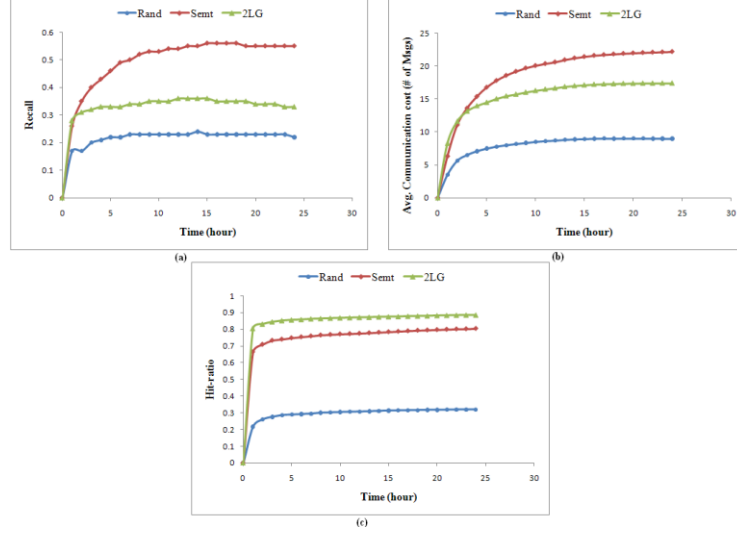 Rand Semt 2LG
Recall
0.6
0.5
0.4
0.3
0.2
0.1
0
0 5 10 15 20 25 30
Time (hour)
(a)
Rand Semt 2LG
Avg. Communication cost (# of Msgs)
25
20
15
10
5
0
0 5 10 15 20 25 30
Time (hour)
(b)
Rand Semt 2LG
Hit-ratio
1
0.9
0.8
0.7
0.6
0.5
0.4
0.3
0.2
0.1
0
0 5 10 15 20 25 30
Time (hour)
(c)